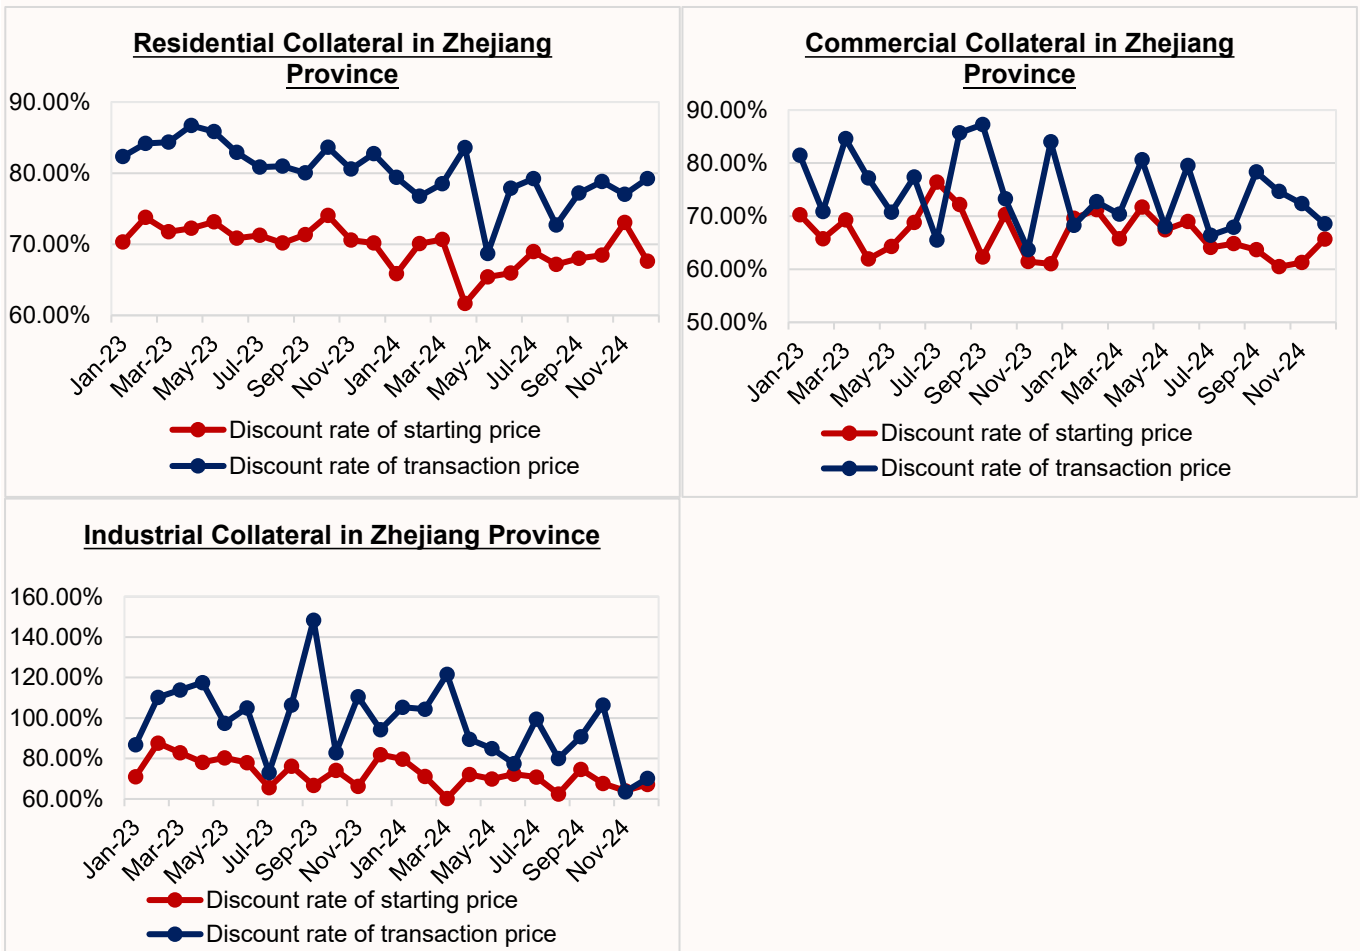 Residential Collateral in Zhejiang
Province
90.00%
80.00%
70.00%
60.00%
Jan-23
Mar-23
May-23
Jul-23
Sep-23
Nov-23
Jan-24
Mar-24
May-24
Jul-24
Sep-24
Nov-24
Discount rate of starting price
Discount rate of transaction price
Commercial Collateral in Zhejiang
Province
90.00%
80.00%
70.00%
60.00%
50.00%
Jan-23
Mar-23
May-23
Jul-23
Sep-23
Nov-23
Jan-24
Mar-24
May-24
Jul-24
Sep-24
Nov-24
Discount rate of starting price
Discount rate of transaction price
Industrial Collateral in Zhejiang Province
160.00%
140.00%
120.00%
100.00%
80.00%
60.00%
Jan-23
Mar-23
May-23
Jul-23
Sep-23
Nov-23
Jan-24
Mar-24
May-24
Jul-24
Sep-24
Nov-24
Discount rate of starting price
Discount rate of transaction price